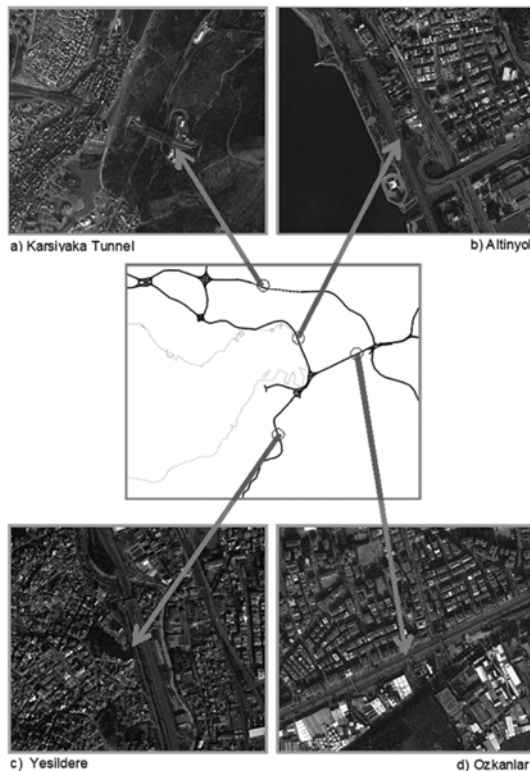 a) Karsiyaka Tunnel
b) Altinyol
c) Yesildere
d) Ozkanlar